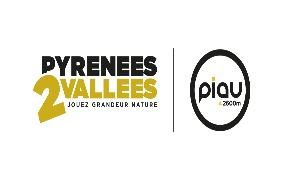 PYRENEES
2VALLEES
JOUEZ GRANDEUR NATURE
piau
à 2600m